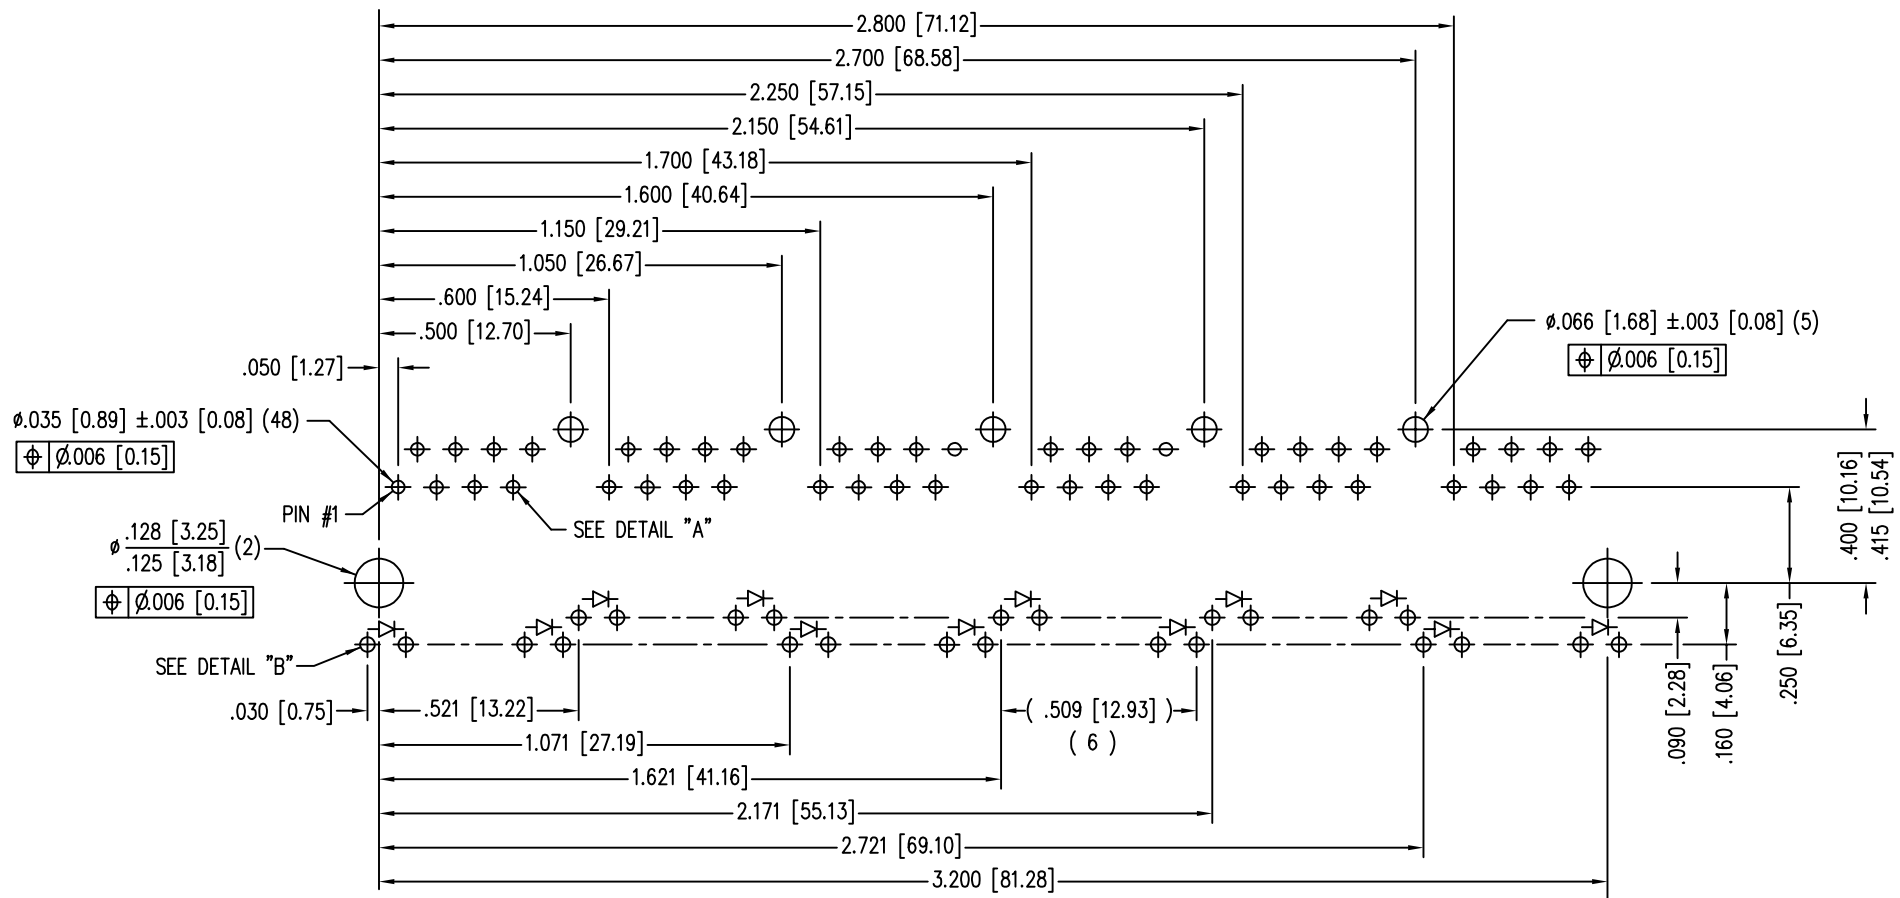 2.800 [71.12]
2.700 [68.58]
2.250 [57.15]
2.150 [54.61]
1.700 [43.18]
1.600 [40.64]
1.150 [29.21]
1.050 [26.67]
.600 [15.24]
.500 [12.70]
ø.066 [1.68] ±.003 [0.08] (5)
Ø.006 [0.15]
.050 [1.27]
ø.035 [0.89] ±.003 [0.08] (48)
Ø.006 [0.15]
PIN #1
SEE DETAIL "A"
ø .128 [3.25]
.125 [3.18] (2)
Ø.006 [0.15]
SEE DETAIL "B"
.400 [10.16]
.415 [10.54]
.250 [6.35]
.090 [2.28]
.160 [4.06]
.030 [0.75]
.521 [13.22]
( .509 [12.93] )
( 6 )
1.071 [27.19]
1.621 [41.16]
2.171 [55.13]
2.721 [69.10]
3.200 [81.28]